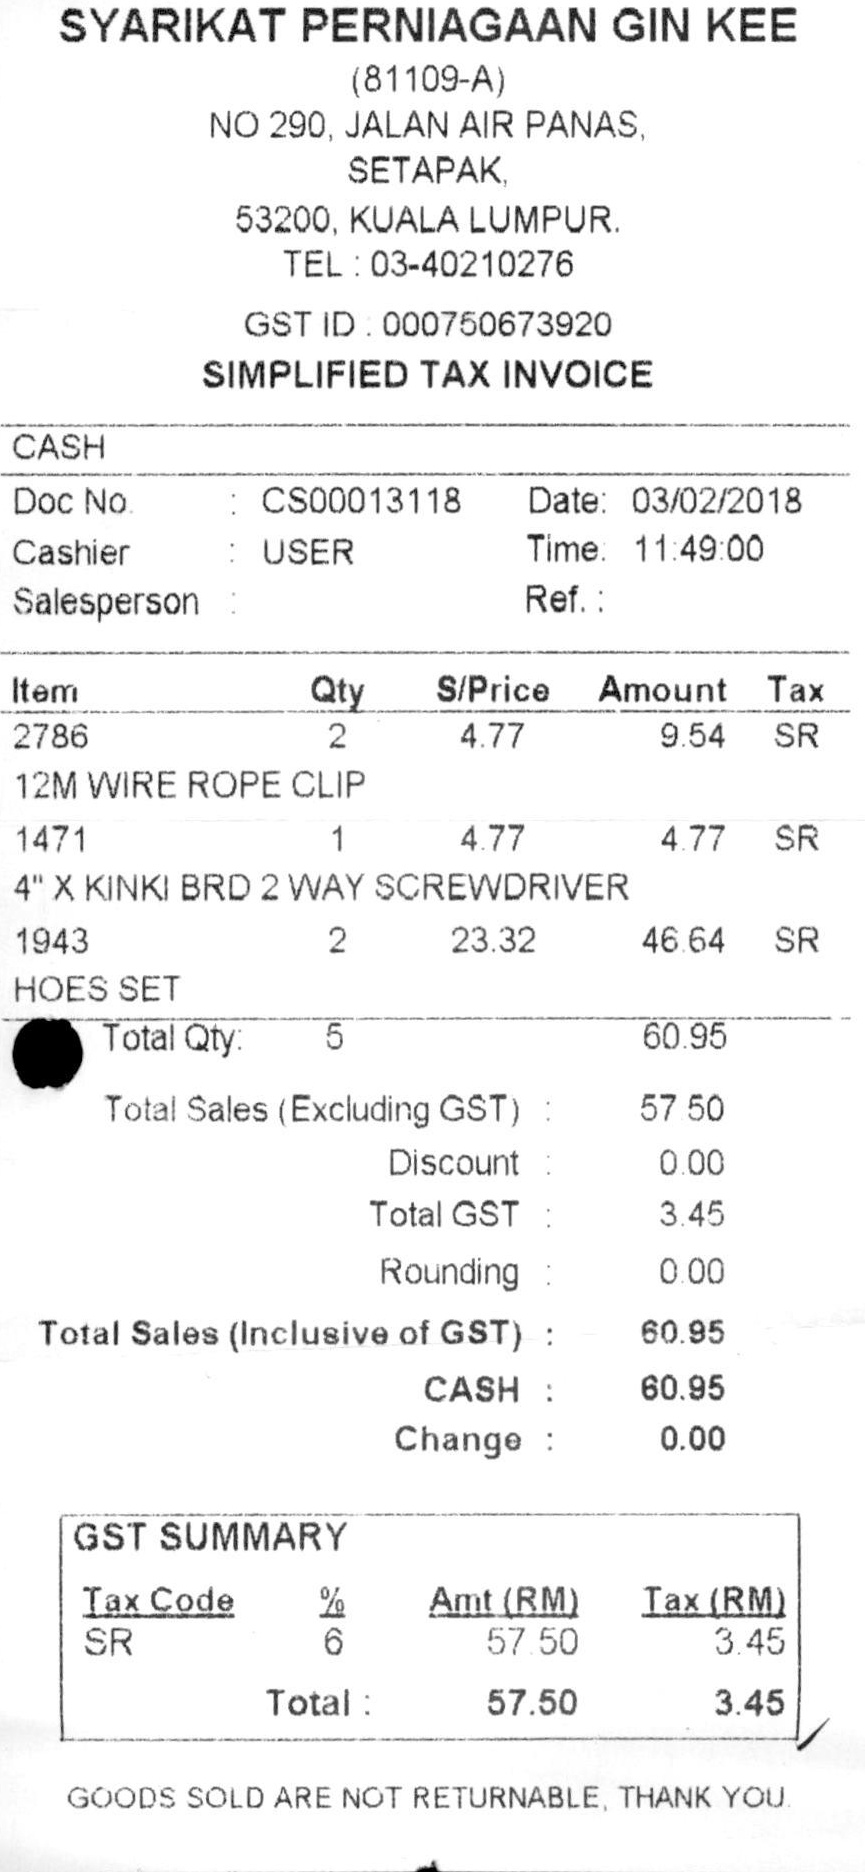 SYARIKAT PERNIAGAAN GIN KEE
(81109-A)
NO 290, JALAN AIR PANAS,
SETAPAK,
53200, KUALA LUMPUR.
TEL : 03-40210276
GST ID : 000750673920
SIMPLIFIED TAX INVOICE
CASH
Doc No. : CS00013118 Date: 03/02/2018
Cashier : USER Time: 11:49:00
Salesperson : Ref. :
Item Qty S/Price Amount Tax
2786 2 4.77 9.54 SR
12M WIRE ROPE CLIP
1471 1 4.77 4.77 SR
4" X KINKI BRD 2 WAY SCREWDRIVER
1943 2 23.32 46.64 SR
HOES SET
Total Qty: 5 60.95
Total Sales (Excluding GST) : 57.50
Discount : 0.00
Total GST : 3.45
Rounding : 0.00
Total Sales (Inclusive of GST) : 60.95
CASH : 60.95
Change : 0.00
GST SUMMARY
Tax Code % Amt (RM) Tax (RM)
SR 6 57.50 3.45
Total : 57.50 3.45
GOODS SOLD ARE NOT RETURNABLE, THANK YOU.